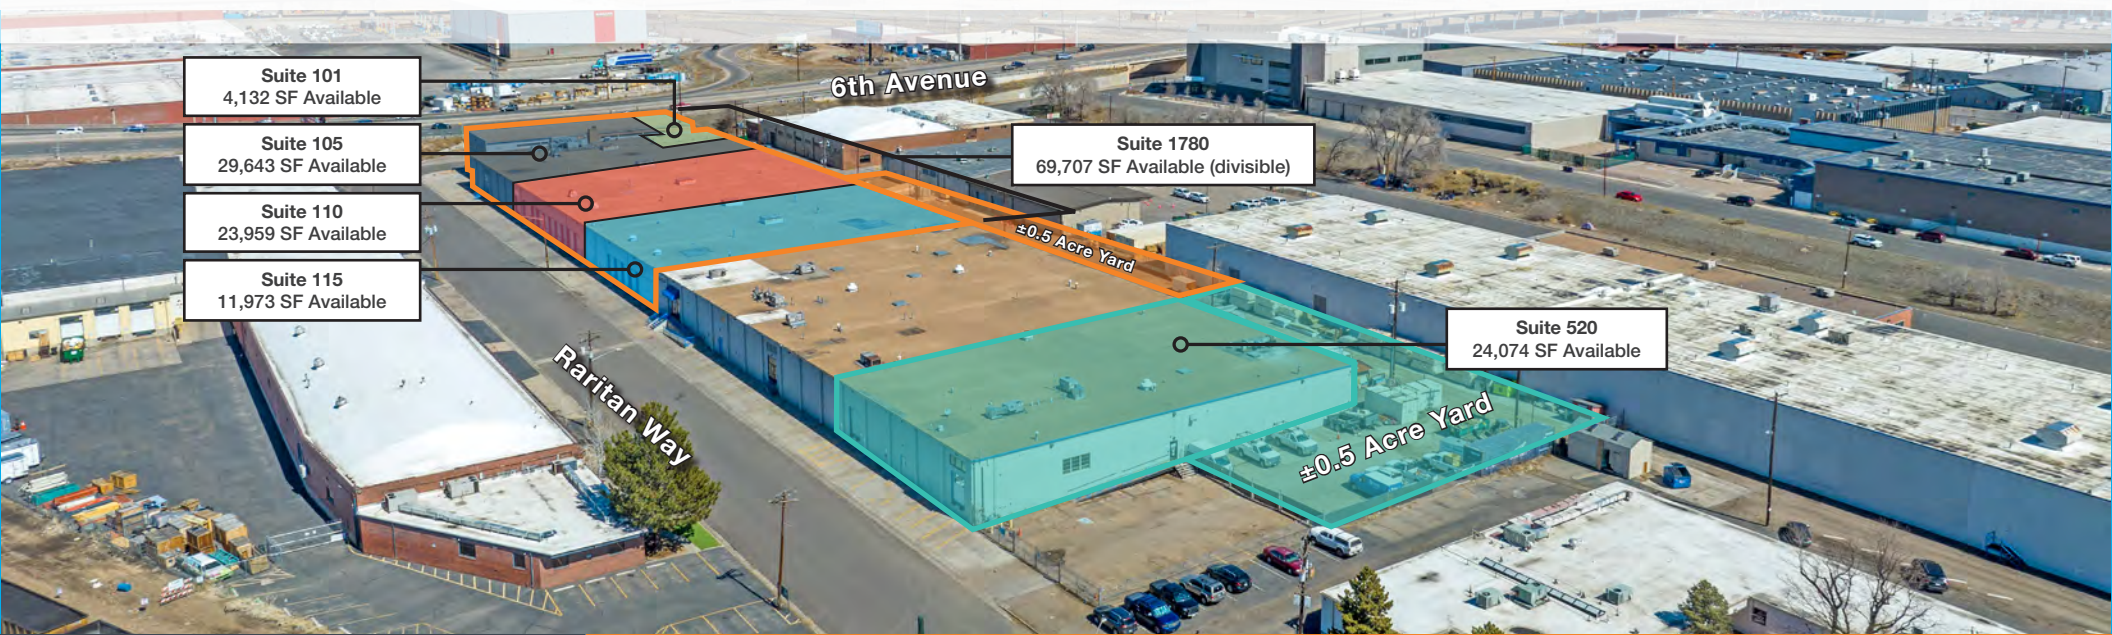 Suite 101
4,132 SF Available
Suite 105
29,643 SF Available
Suite 110
23,959 SF Available
Suite 115
11,973 SF Available
6th Avenue
Suite 1780
69,707 SF Available (divisible)
±0.5 Acre Yard
Suite 520
24,074 SF Available
±0.5 Acre Yard
Raritan Way